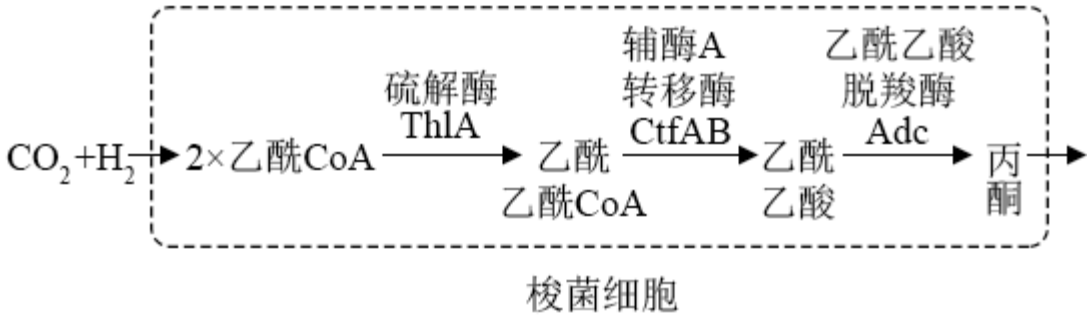 辅酶A
乙酰乙酸
硫解酶
转移酶
脱羧酶
ThlA
CtfAB
Adc
CO₂+H₂
2×乙酰CoA
乙酰
乙酰CoA
乙酰
乙酸
丙
酮
梭菌细胞